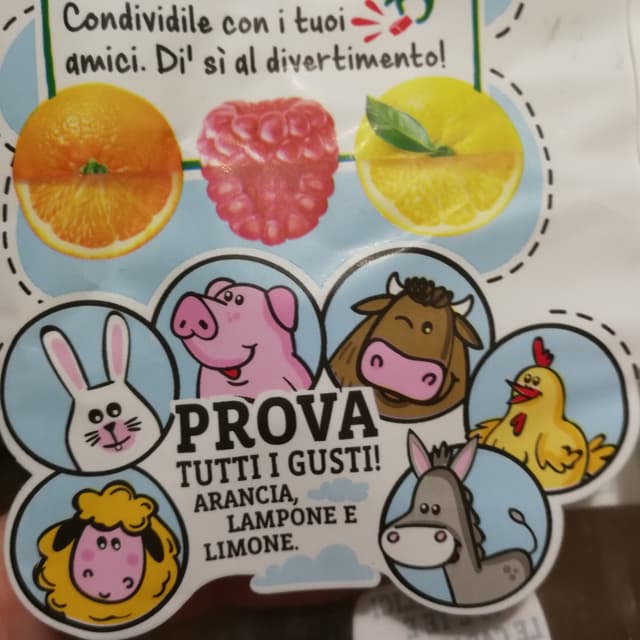 Condividile con i tuoi
amici. Di' sì al divertimento!
PROVA
TUTTI I GUSTI!
ARANCIA,
LAMPONE E
LIMONE.